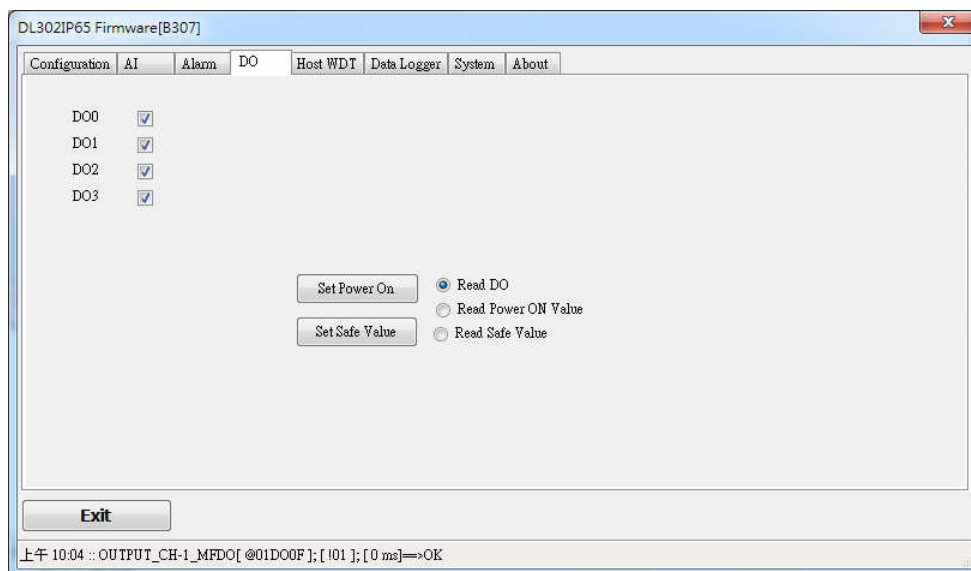 DL302IP65 Firmware[B307]
Configuration AI Alarm DO Host WDT Data Logger System About
DO0
DO1
DO2
DO3
Set Power On Read DO
Read Power ON Value
Set Safe Value Read Safe Value
Exit
上午 10:04 :: OUTPUT_CH-1_MFDO[ @01DO0F ]; [ !01 ]; [ 0 ms]==>OK